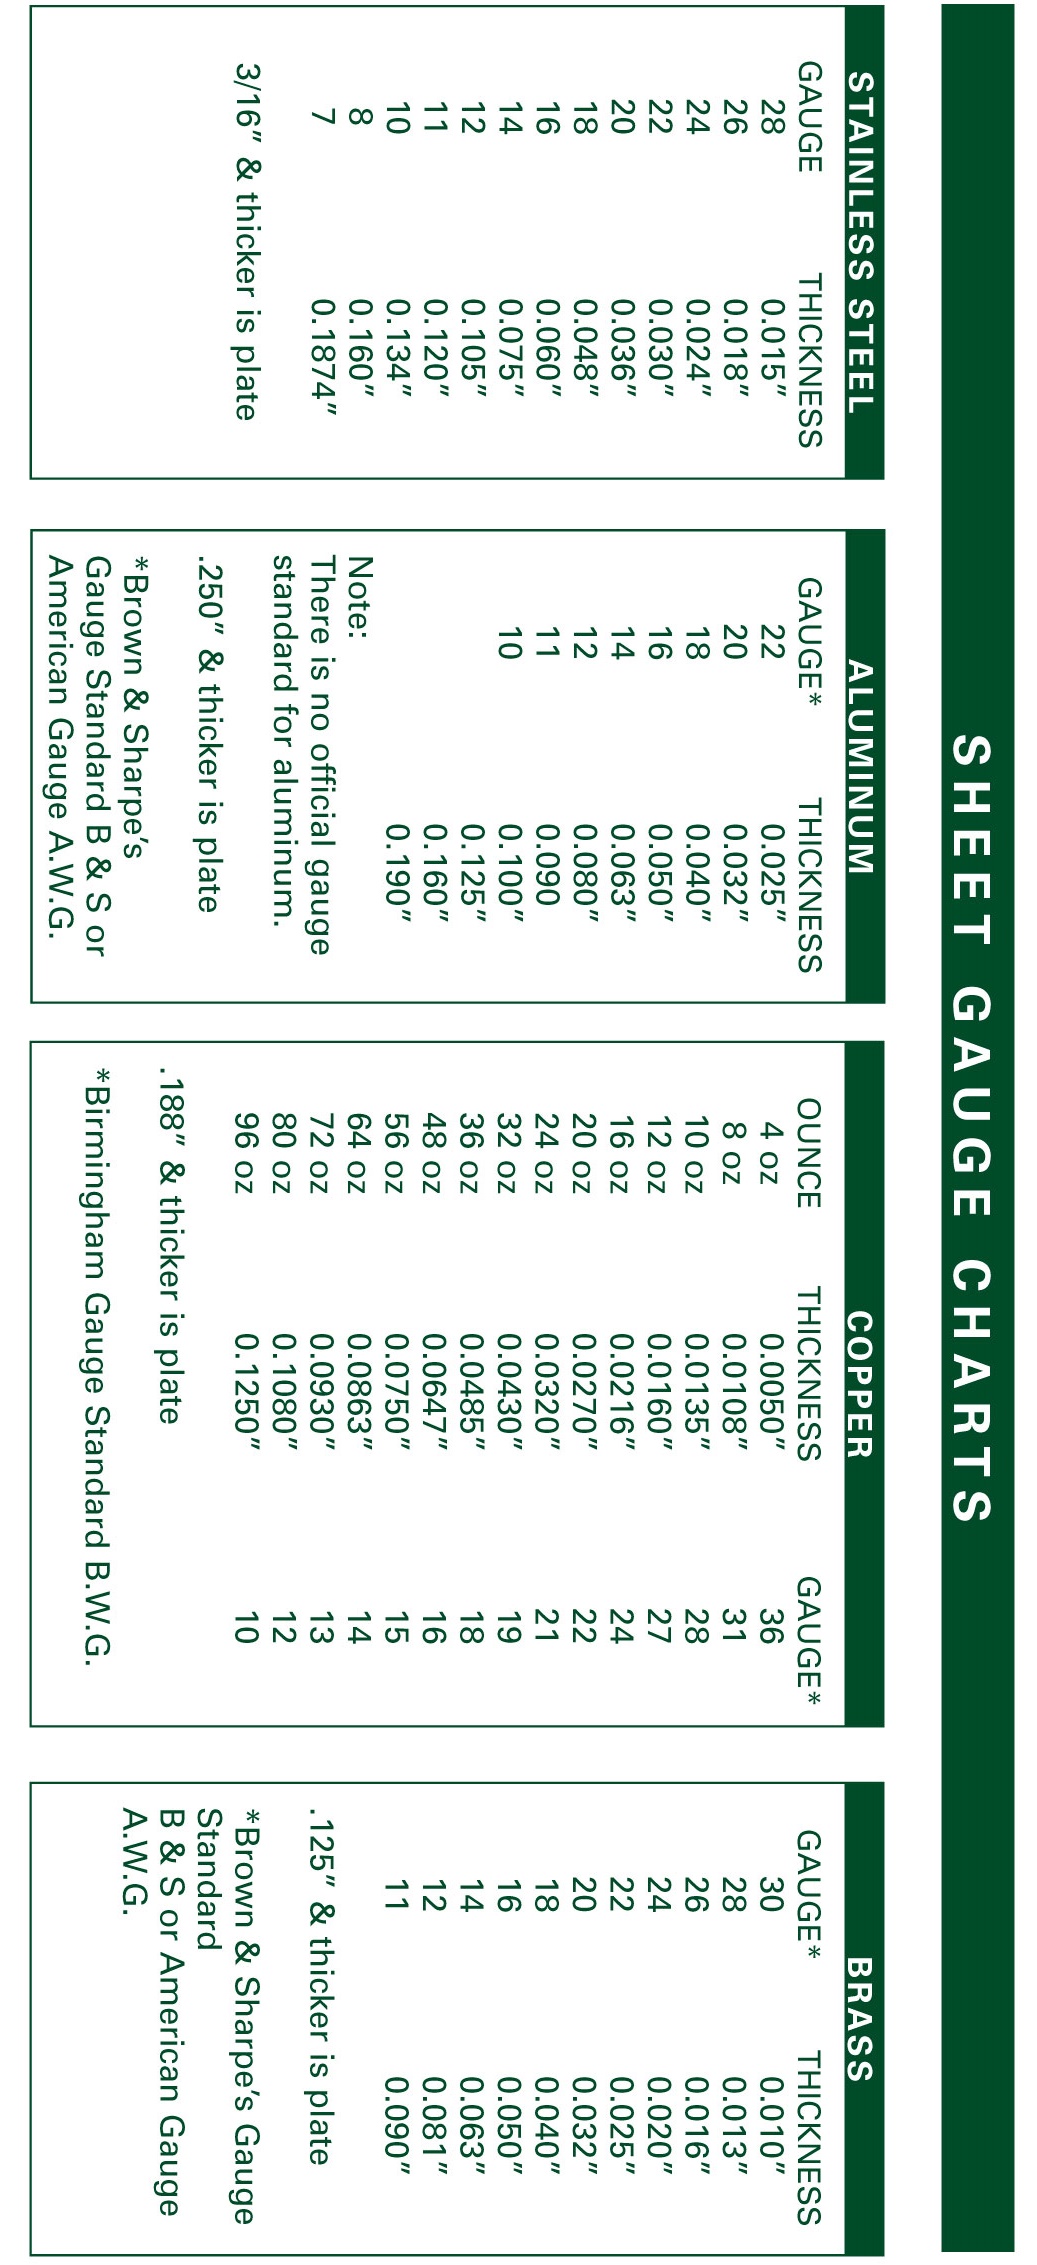 SHEET GAUGE CHARTS
STAINLESS STEEL
GAUGE THICKNESS
28 0.015"
26 0.018"
24 0.024"
22 0.030"
20 0.036"
18 0.048"
16 0.060"
14 0.075"
12 0.105"
11 0.120"
10 0.134"
8 0.160"
7 0.1874"
3/16" & thicker is plate
ALUMINUM
GAUGE* THICKNESS
22 0.025"
20 0.032"
18 0.040"
16 0.050"
14 0.063"
12 0.080"
11 0.090
10 0.100"
0.125"
0.160"
0.190"
Note:
There is no official gauge
standard for aluminum.
.250" & thicker is plate
*Brown & Sharpe's
Gauge Standard B & S or
American Gauge A.W.G.
COPPER
OUNCE THICKNESS GAUGE*
4 oz 0.0050" 36
8 oz 0.0108" 31
10 oz 0.0135" 28
12 oz 0.0160" 27
16 oz 0.0216" 24
20 oz 0.0270" 22
24 oz 0.0320" 21
32 oz 0.0430" 19
36 oz 0.0485" 18
48 oz 0.0647" 16
56 oz 0.0750" 15
64 oz 0.0863" 14
72 oz 0.0930" 13
80 oz 0.1080" 12
96 oz 0.1250" 10
.188" & thicker is plate
*Birmingham Gauge Standard B.W.G.
BRASS
GAUGE* THICKNESS
30 0.010"
28 0.013"
26 0.016"
24 0.020"
22 0.025"
20 0.032"
18 0.040"
16 0.050"
14 0.063"
12 0.081"
11 0.090"
.125" & thicker is plate
*Brown & Sharpe's Gauge
Standard
B & S or American Gauge
A.W.G.